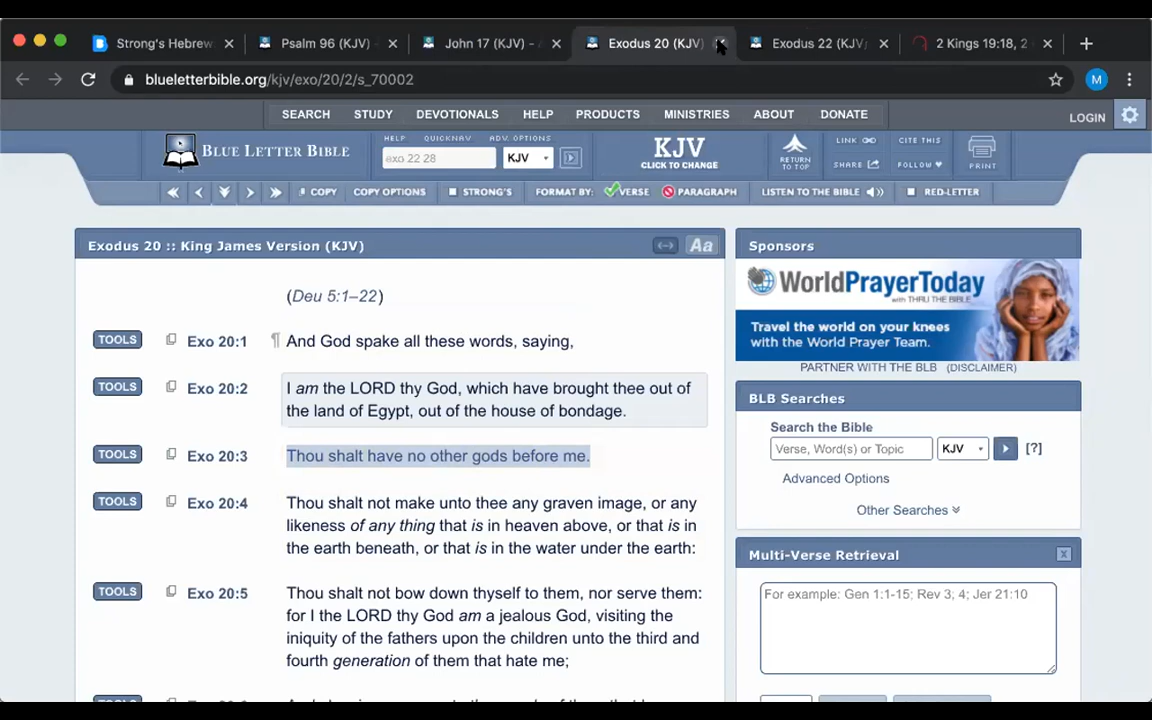 Strong's Hebrew
Psalm 96 (KJV) -
John 17 (KJV) -
Exodus 20 (KJV)
Exodus 22 (KJV)
2 Kings 19:18, 2
blueletterbible.org/kjv/exo/20/2/s_70002
M
SEARCH STUDY DEVOTIONALS HELP PRODUCTS MINISTRIES ABOUT DONATE
LOGIN
BLUE LETTER BIBLE
HELP QUICKNAV ADV. OPTIONS
exo 22 28
KJV
KJV
CLICK TO CHANGE
RETURN
TO TOP
LINK
CITE THIS
SHARE
FOLLOW
PRINT
COPY COPY OPTIONS STRONG'S FORMAT BY: VERSE PARAGRAPH LISTEN TO THE BIBLE RED-LETTER
Exodus 20 :: King James Version (KJV)
Aa
(Deu 5:1–22)
TOOLS Exo 20:1 ¶ And God spake all these words, saying,
TOOLS Exo 20:2 I am the LORD thy God, which have brought thee out of
the land of Egypt, out of the house of bondage.
TOOLS Exo 20:3 Thou shalt have no other gods before me.
TOOLS Exo 20:4 Thou shalt not make unto thee any graven image, or any
likeness of any thing that is in heaven above, or that is in
the earth beneath, or that is in the water under the earth:
TOOLS Exo 20:5 Thou shalt not bow down thyself to them, nor serve them:
for I the LORD thy God am a jealous God, visiting the
iniquity of the fathers upon the children unto the third and
fourth generation of them that hate me;
Sponsors
WorldPrayerToday
with THRU THE BIBLE
Travel the world on your knees
with the World Prayer Team.
PARTNER WITH THE BLB (DISCLAIMER)
BLB Searches
Search the Bible
Verse, Word(s) or Topic
KJV
[?]
Advanced Options
Other Searches
Multi-Verse Retrieval
x
For example: Gen 1:1-15; Rev 3; 4; Jer 21:10